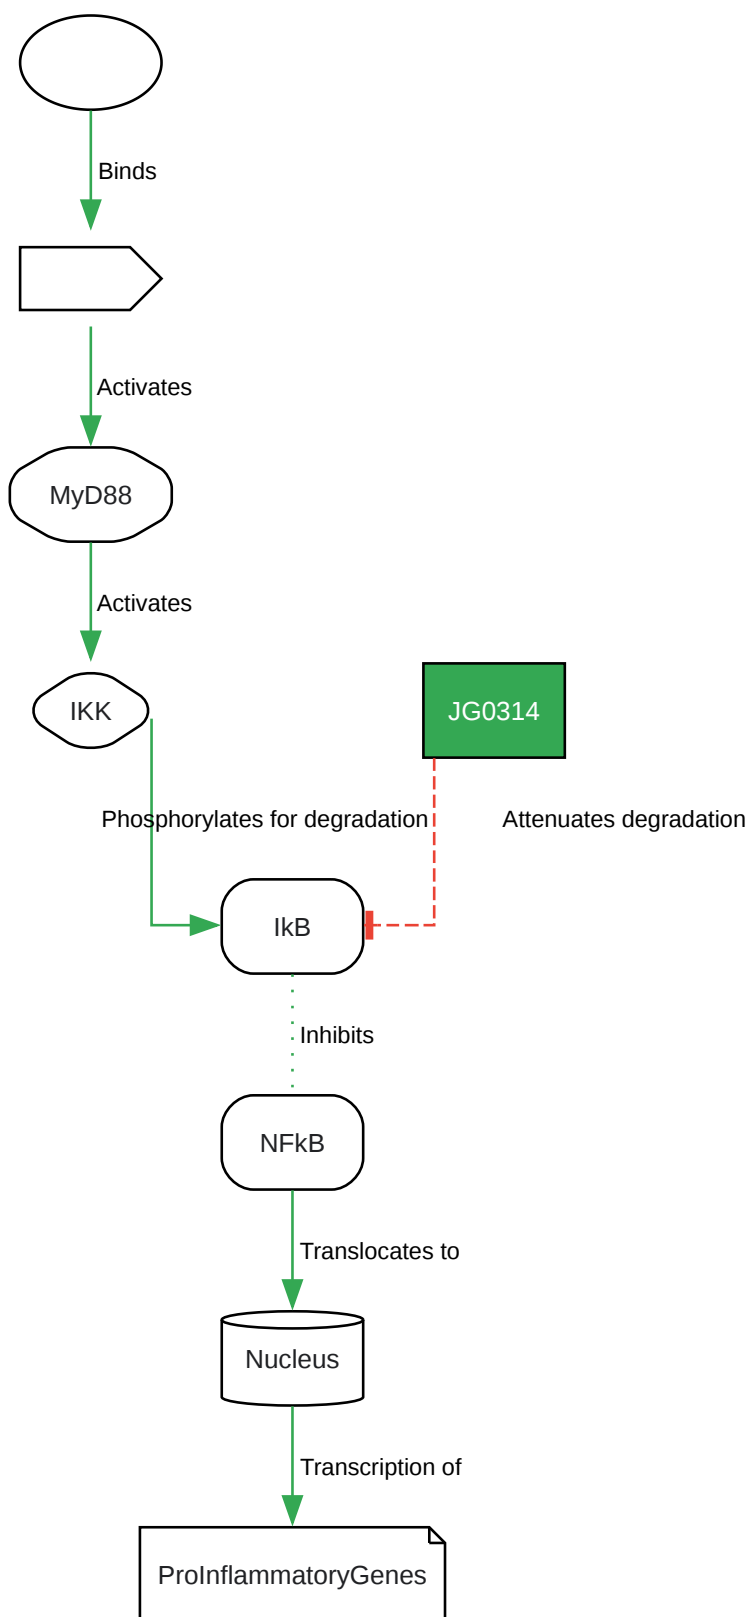 Binds
Activates
MyD88
Activates
IKK
JG0314
Phosphorylates for degradation
Attenuates degradation
IkB
Inhibits
NFkB
Translocates to
Nucleus
Transcription of
ProInflammatoryGenes